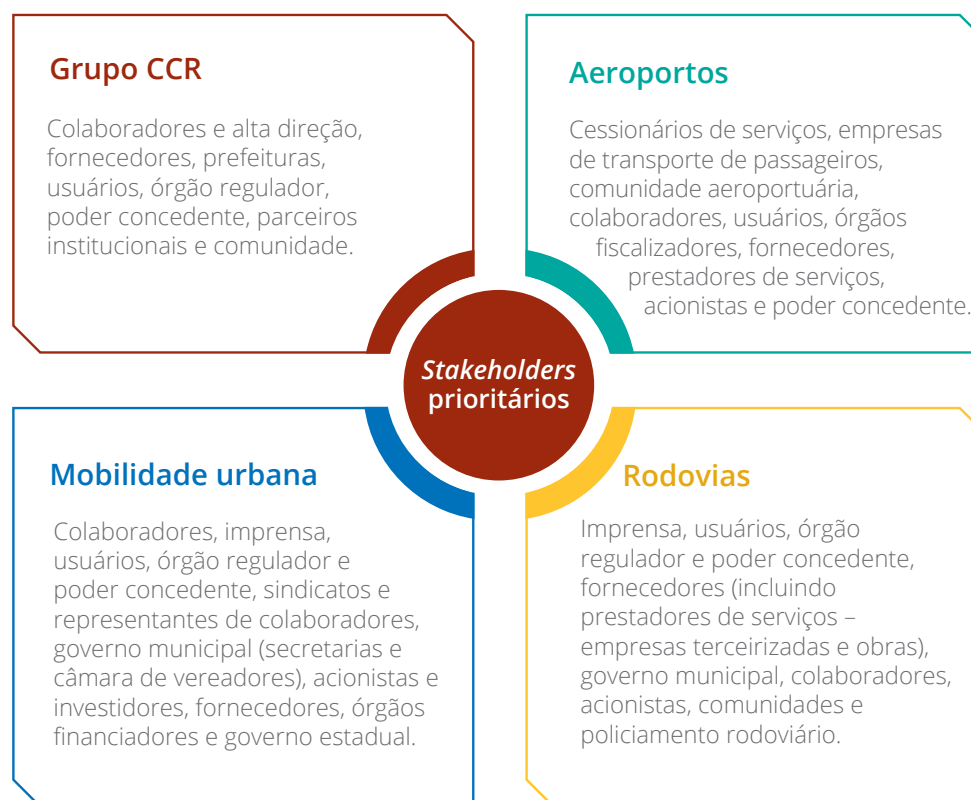 Grupo CCR
Colaboradores e alta direção,
fornecedores, prefeituras,
usuários, órgão regulador,
poder concedente, parceiros
institucionais e comunidade.
Aeroportos
Cessionários de serviços, empresas
de transporte de passageiros,
comunidade aeroportuária,
colaboradores, usuários, órgãos
fiscalizadores, fornecedores,
prestadores de serviços,
acionistas e poder concedente.
Stakeholders
prioritários
Mobilidade urbana
Colaboradores, imprensa,
usuários, órgão regulador e
poder concedente, sindicatos e
representantes de colaboradores,
governo municipal (secretarias e
câmara de vereadores), acionistas e
investidores, fornecedores, órgãos
financiadores e governo estadual.
Rodovias
Imprensa, usuários, órgão
regulador e poder concedente,
fornecedores (incluindo
prestadores de serviços –
empresas terceirizadas e obras),
governo municipal, colaboradores,
acionistas, comunidades e
policiamento rodoviário.